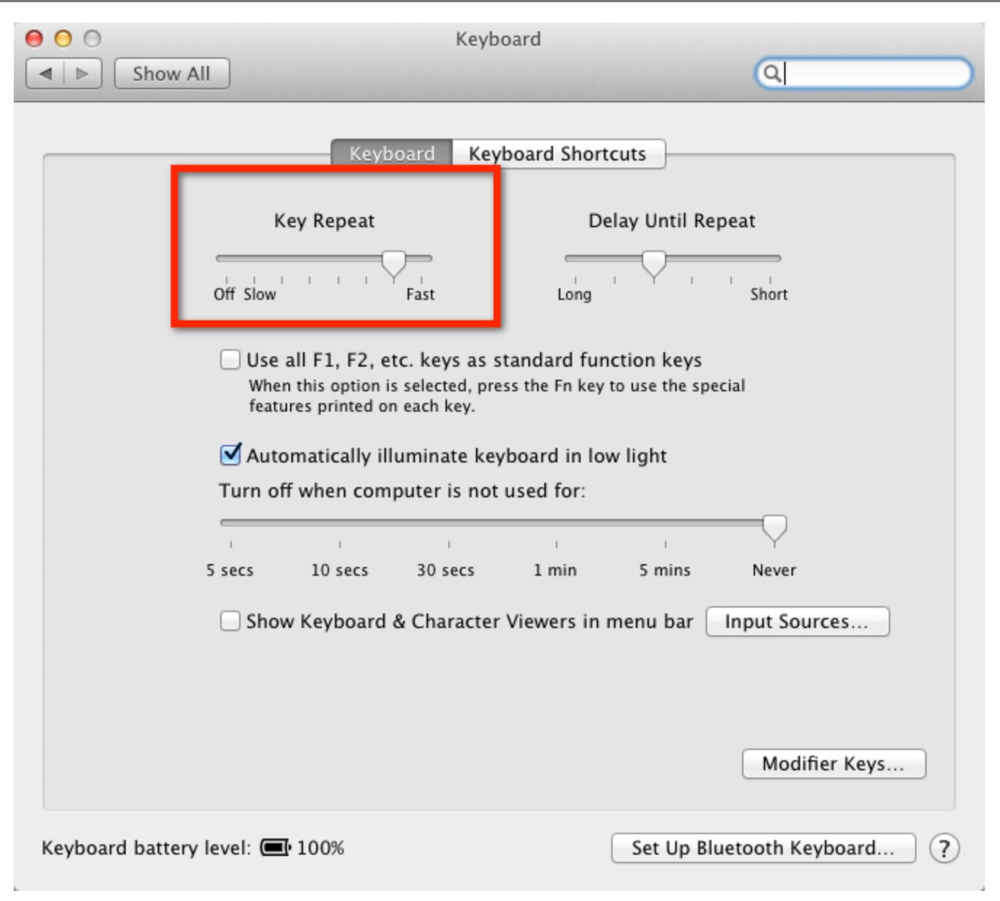 Keyboard
Show All
Keyboard Keyboard Shortcuts
Key Repeat Delay Until Repeat
Off Slow Fast Long Short
Use all F1, F2, etc. keys as standard function keys
When this option is selected, press the Fn key to use the special
features printed on each key.
Automatically illuminate keyboard in low light
Turn off when computer is not used for:
5 secs 10 secs 30 secs 1 min 5 mins Never
Show Keyboard & Character Viewers in menu bar Input Sources...
Modifier Keys...
Keyboard battery level: 100% Set Up Bluetooth Keyboard... ?